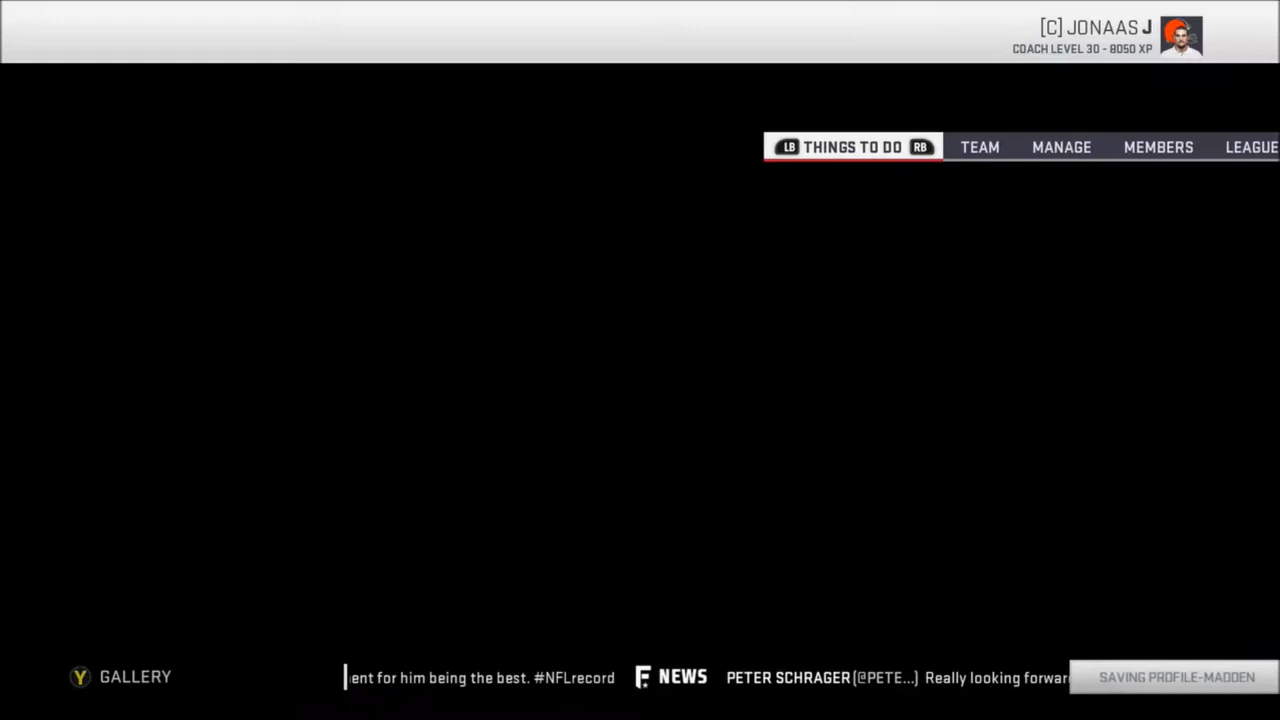 [C] JONAAS J
COACH LEVEL 30 - 8050 XP
LB THINGS TO DO RB TEAM MANAGE MEMBERS LEAGUE
Y GALLERY
ent for him being the best. #NFLrecord F NEWS PETER SCHRAGER (@PETE...) Really looking forwar
SAVING PROFILE-MADDEN